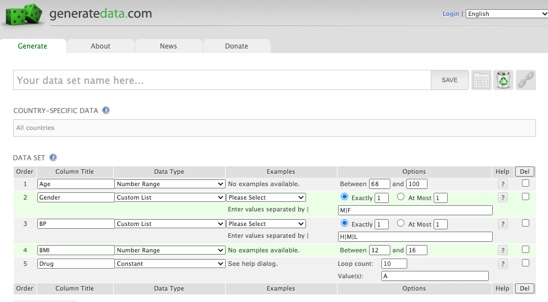 generatedata.com
Login | English
Generate About News Donate
Your data set name here... SAVE
COUNTRY-SPECIFIC DATA
All countries
DATA SET
Order Column Title Data Type Examples Options Help Del
1 Age Number Range No examples available. Between 68 and 100 ?
2 Gender Custom List Please Select Exactly 1 At Most 1 ?
Enter values separated by | M|F
3 BP Custom List Please Select Exactly 1 At Most 1 ?
Enter values separated by | H|M|L
4 BMI Number Range No examples available. Between 12 and 16 ?
5 Drug Constant See help dialog. Loop count: 10 ?
Value(s): A
Order Column Title Data Type Examples Options Help Del